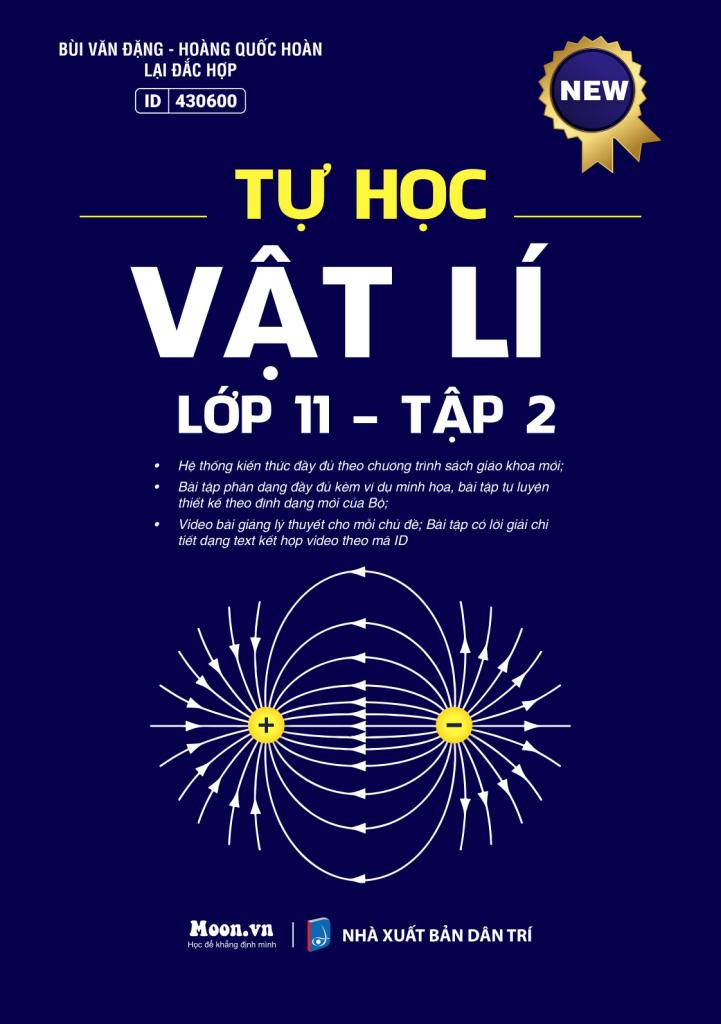 BÙI VĂN ĐẶNG - HOÀNG QUỐC HOÀN
LẠI ĐẮC HỢP
ID 430600
NEW
TỰ HỌC
VẬT LÍ
LỚP 11 – TẬP 2
• Hệ thống kiến thức đầy đủ theo chương trình sách giáo khoa mới;
• Bài tập phân dạng đầy đủ kèm ví dụ minh họa, bài tập tự luyện
thiết kế theo định dạng mới của Bộ;
• Video bài giảng lý thuyết cho mỗi chủ đề; Bài tập có lời giải chi
tiết dạng text kết hợp video theo mã ID
+
−
Moon.vn
Học để khẳng định mình
NHÀ XUẤT BẢN DÂN TRÍ